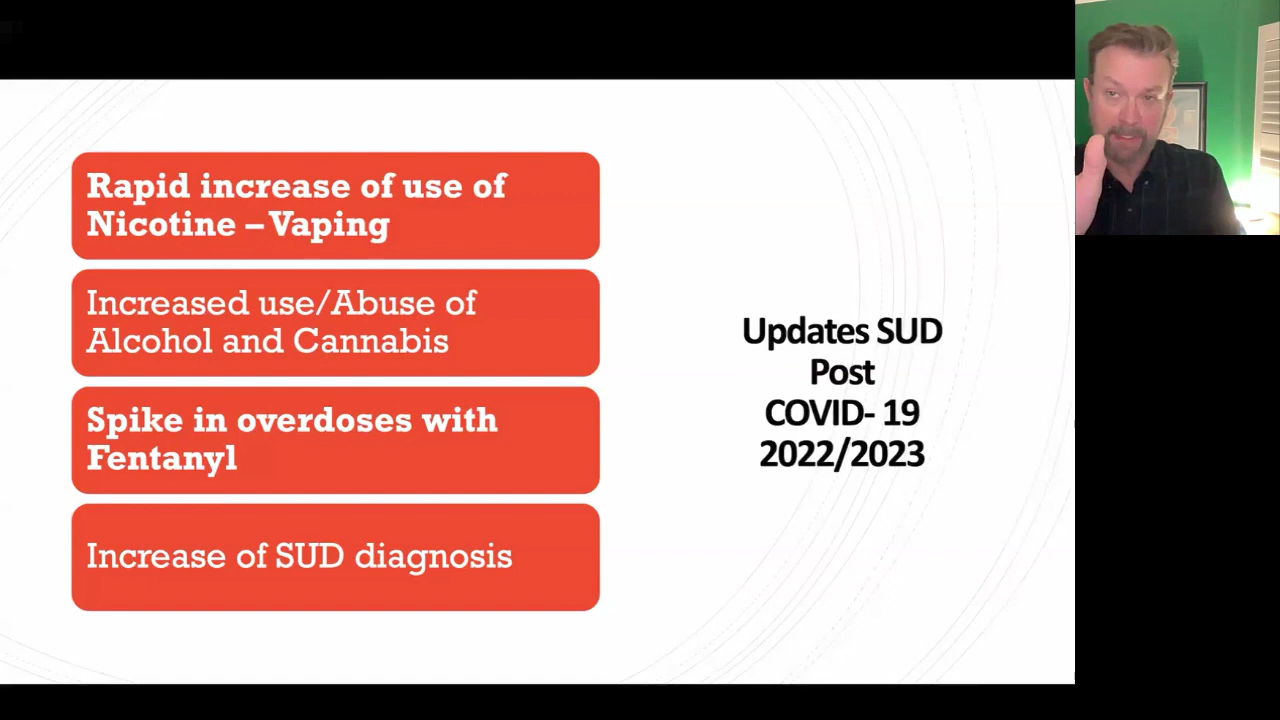 Rapid increase of use of
Nicotine – Vaping
Increased use/Abuse of
Alcohol and Cannabis
Spike in overdoses with
Fentanyl
Increase of SUD diagnosis
Updates SUD
Post
COVID- 19
2022/2023